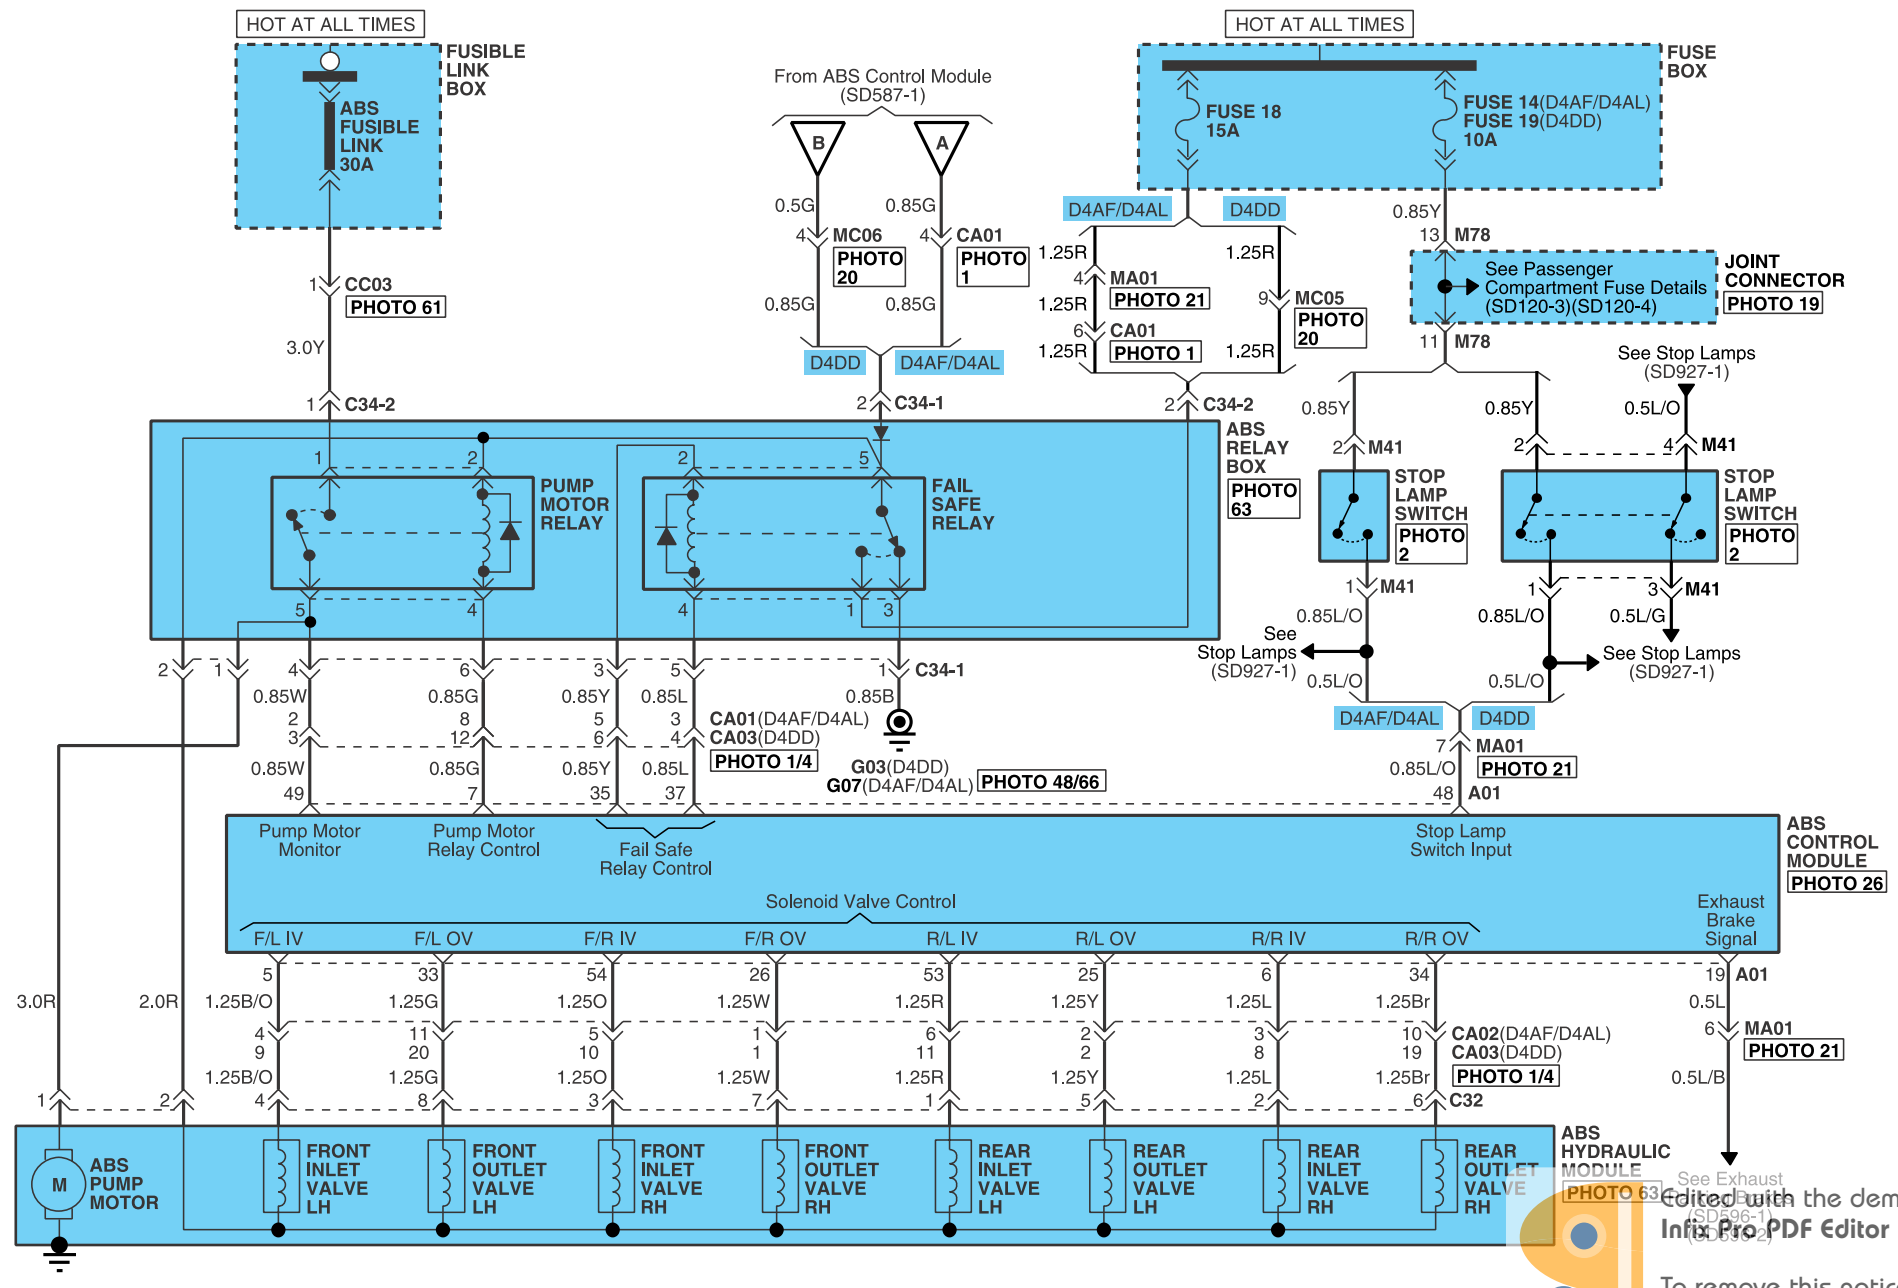 HOT AT ALL TIMES
HOT AT ALL TIMES
FUSIBLE
LINK
BOX
ABS
FUSIBLE
LINK
30A
From ABS Control Module
(SD587-1)
B
A
FUSE
BOX
FUSE 18
15A
FUSE 14(D4AF/D4AL)
FUSE 19(D4DD)
10A
0.5G
0.85G
D4AF/D4AL
D4DD
0.85Y
4
MC06
PHOTO
20
4
CA01
PHOTO
1
1.25R
1.25R
13
M78
1
CC03
PHOTO 61
4
MA01
PHOTO 21
9
MC05
PHOTO
20
See Passenger
Compartment Fuse Details
(SD120-3)(SD120-4)
JOINT
CONNECTOR
PHOTO 19
0.85G
0.85G
1.25R
6
CA01
PHOTO 1
11
M78
3.0Y
D4DD
D4AF/D4AL
1.25R
1.25R
See Stop Lamps
(SD927-1)
1
C34-2
2
C34-1
2
C34-2
0.85Y
0.85Y
0.5L/O
ABS
RELAY
BOX
PHOTO
63
2
M41
2
4
M41
1
2
2
5
PUMP
MOTOR
RELAY
FAIL
SAFE
RELAY
STOP
LAMP
SWITCH
PHOTO
2
STOP
LAMP
SWITCH
PHOTO
2
5
4
4
1
3
1
M41
1
3
M41
0.85L/O
0.85L/O
0.5L/G
See
Stop Lamps
(SD927-1)
See Stop Lamps
(SD927-1)
2
1
4
6
3
5
1
C34-1
0.85W
0.85G
0.85Y
0.85L
0.85B
0.5L/O
0.5L/O
2
8
5
3
CA01(D4AF/D4AL)
3
12
6
4
CA03(D4DD)
PHOTO 1/4
D4AF/D4AL
D4DD
7
MA01
PHOTO 21
0.85W
0.85G
0.85Y
0.85L
G03(D4DD)
G07(D4AF/D4AL)
PHOTO 48/66
0.85L/O
49
7
35
37
48
A01
Pump Motor
Monitor
Pump Motor
Relay Control
Fail Safe
Relay Control
Stop Lamp
Switch Input
ABS
CONTROL
MODULE
PHOTO 26
Solenoid Valve Control
Exhaust
Brake
Signal
F/L IV
F/L OV
F/R IV
F/R OV
R/L IV
R/L OV
R/R IV
R/R OV
5
33
54
26
53
25
6
34
19
A01
3.0R
2.0R
1.25B/O
1.25G
1.25O
1.25W
1.25R
1.25Y
1.25L
1.25Br
0.5L
4
11
5
1
6
2
3
10
CA02(D4AF/D4AL)
6
MA01
PHOTO 21
9
20
10
1
11
2
8
19
CA03(D4DD)
PHOTO 1/4
1.25B/O
1.25G
1.25O
1.25W
1.25R
1.25Y
1.25L
1.25Br
0.5L/B
1
2
4
8
3
7
1
5
2
6
C32
M
ABS
PUMP
MOTOR
FRONT
INLET
VALVE
LH
FRONT
OUTLET
VALVE
LH
FRONT
INLET
VALVE
RH
FRONT
OUTLET
VALVE
RH
REAR
INLET
VALVE
LH
REAR
OUTLET
VALVE
LH
REAR
INLET
VALVE
RH
REAR
OUTLET
VALVE
RH
ABS
HYDRAULIC
MODULE
PHOTO 63
See Exhaust
(SD596-1)
Edited with the dem
Infix Pro PDF Editor
To remove this notic